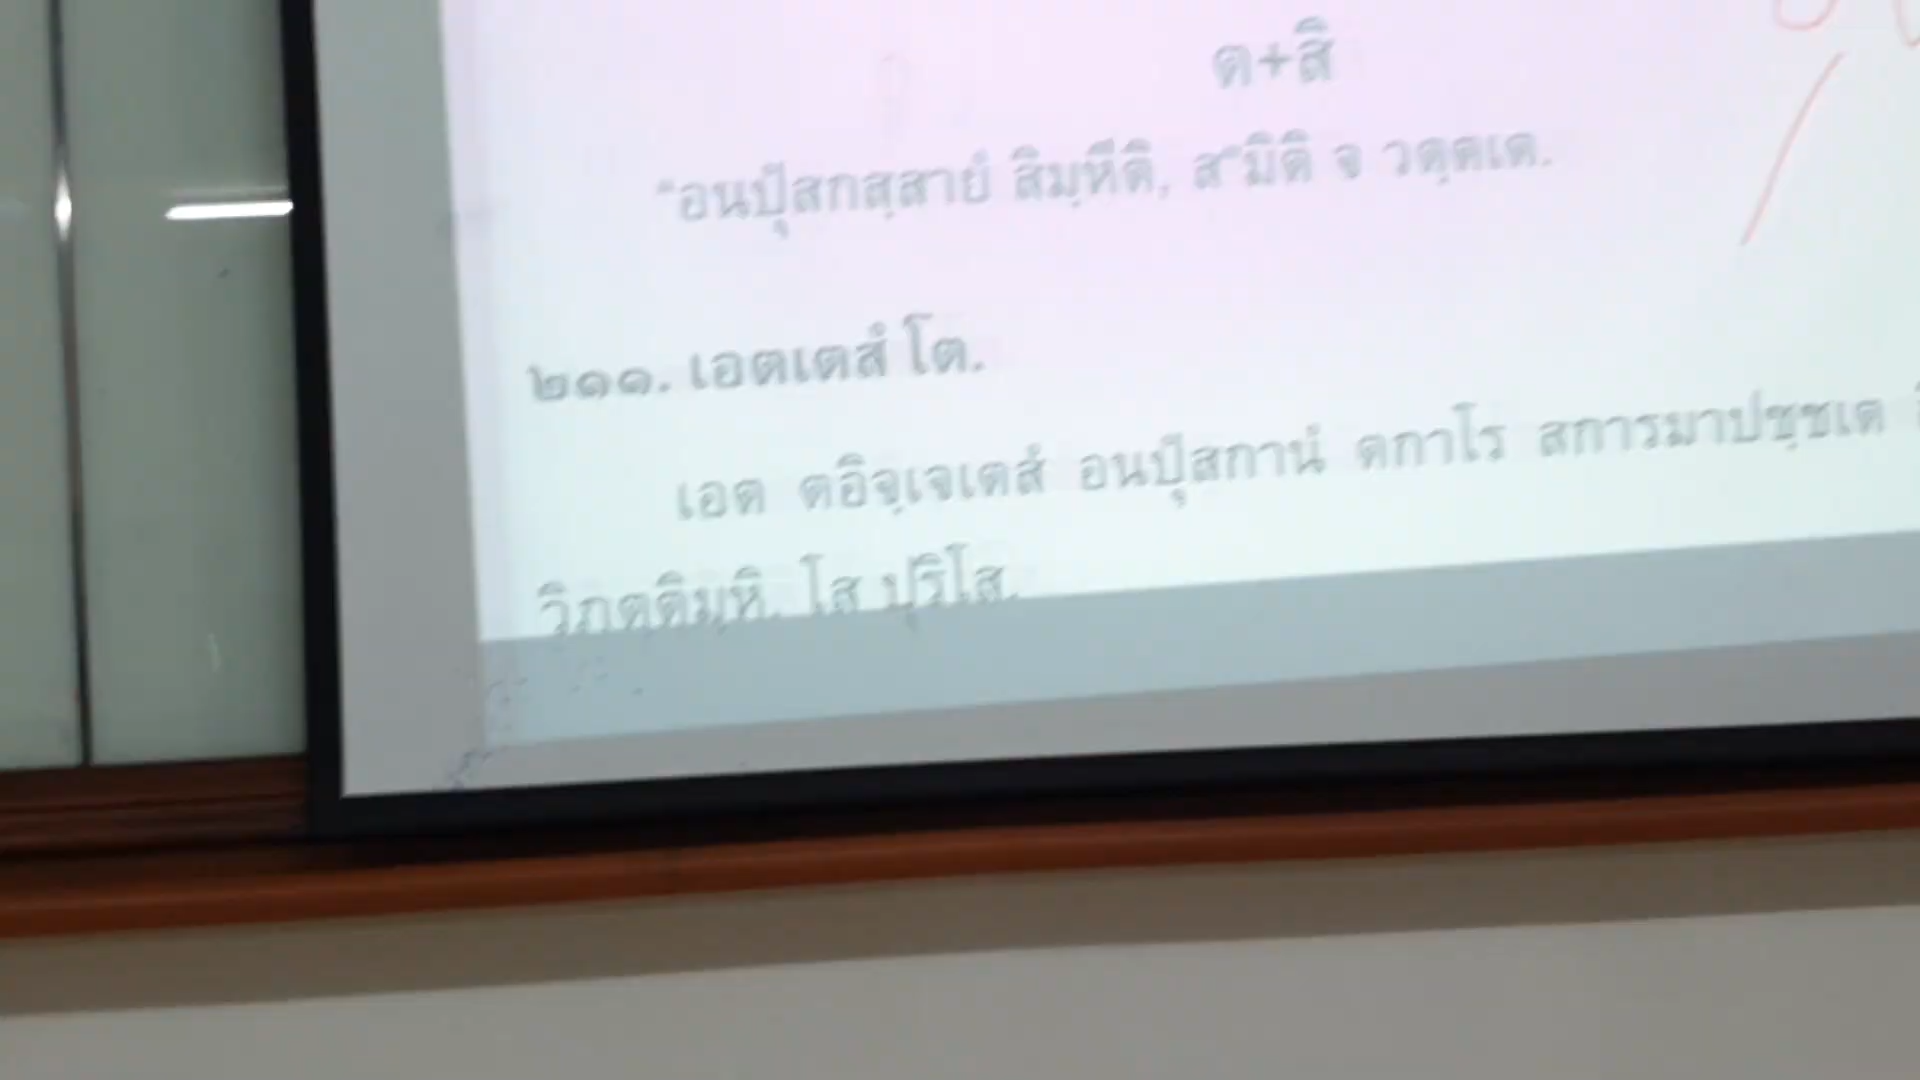 ต+สิ
"อนปุํสกสฺสายํ สิมฺหีติ, ส"มิติ จ วตฺตเต.
๒๑๑. เอตเตสํ โต.
เอต ตอิจฺเจเตสํ อนปุํสกานํ ตกาโร สการมาปชฺชเต
วิภตฺติมฺหิ. โส ปุริโส.